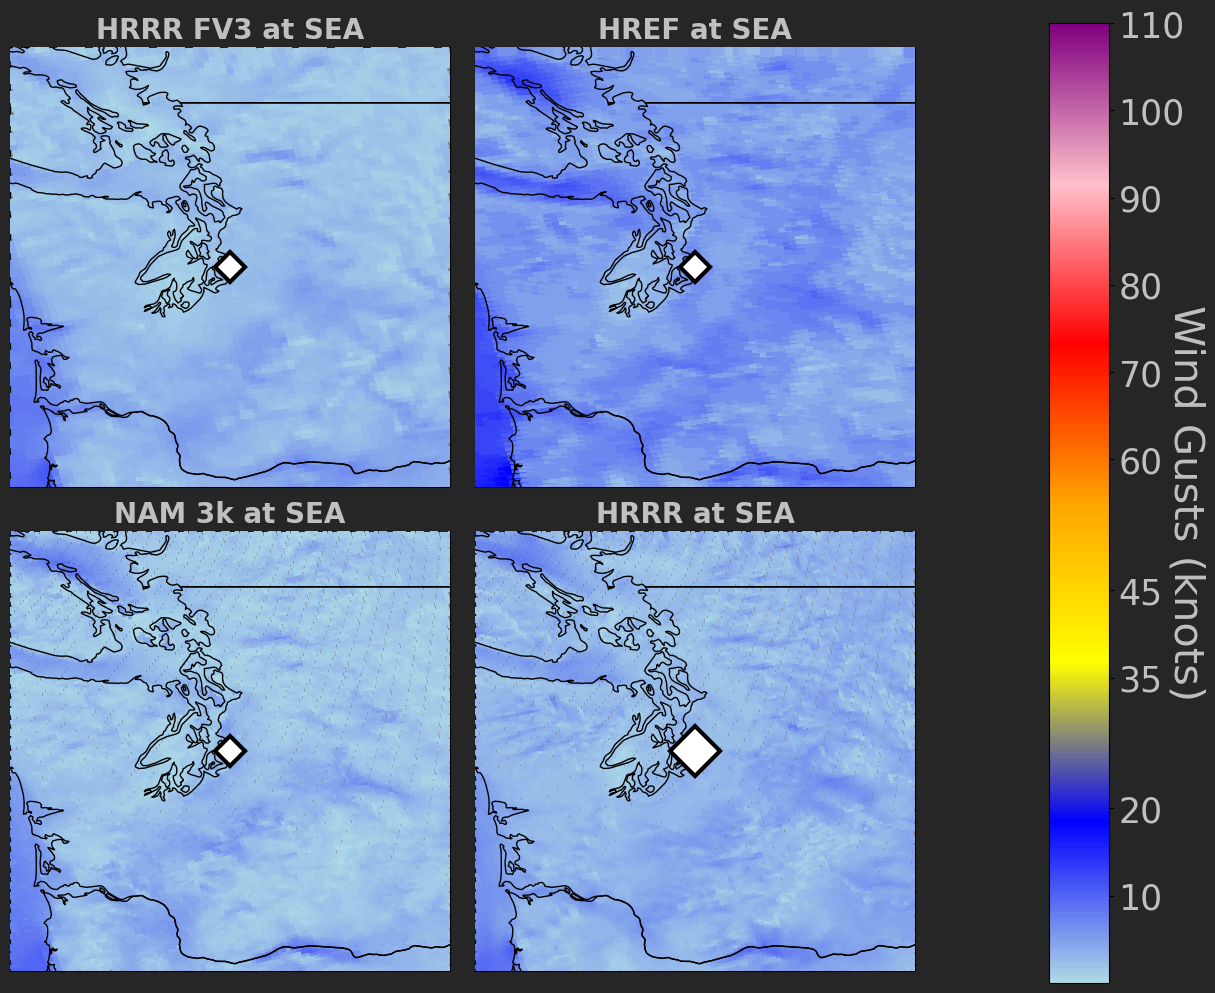 HRRR FV3 at SEA
HREF at SEA
NAM 3k at SEA
HRRR at SEA
110
100
90
80
70
60
45
35
20
10
Wind Gusts (knots)